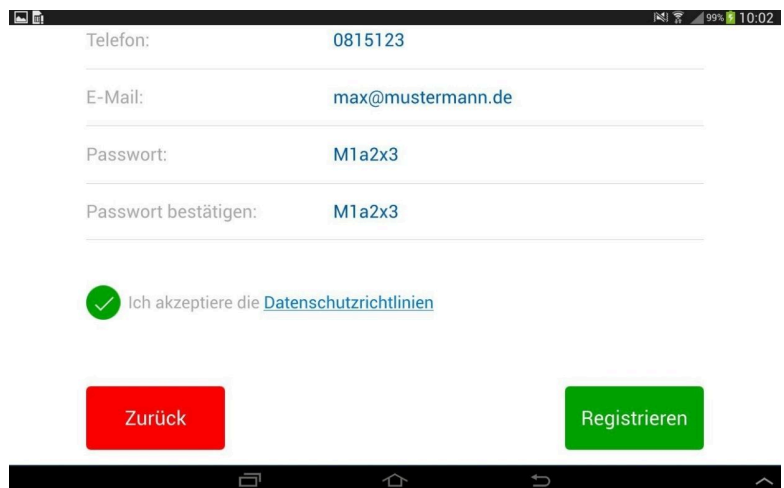 99% 10:02
Telefon: 0815123
E-Mail: max@mustermann.de
Passwort: M1a2x3
Passwort bestätigen: M1a2x3
Ich akzeptiere die Datenschutzrichtlinien
Zurück Registrieren